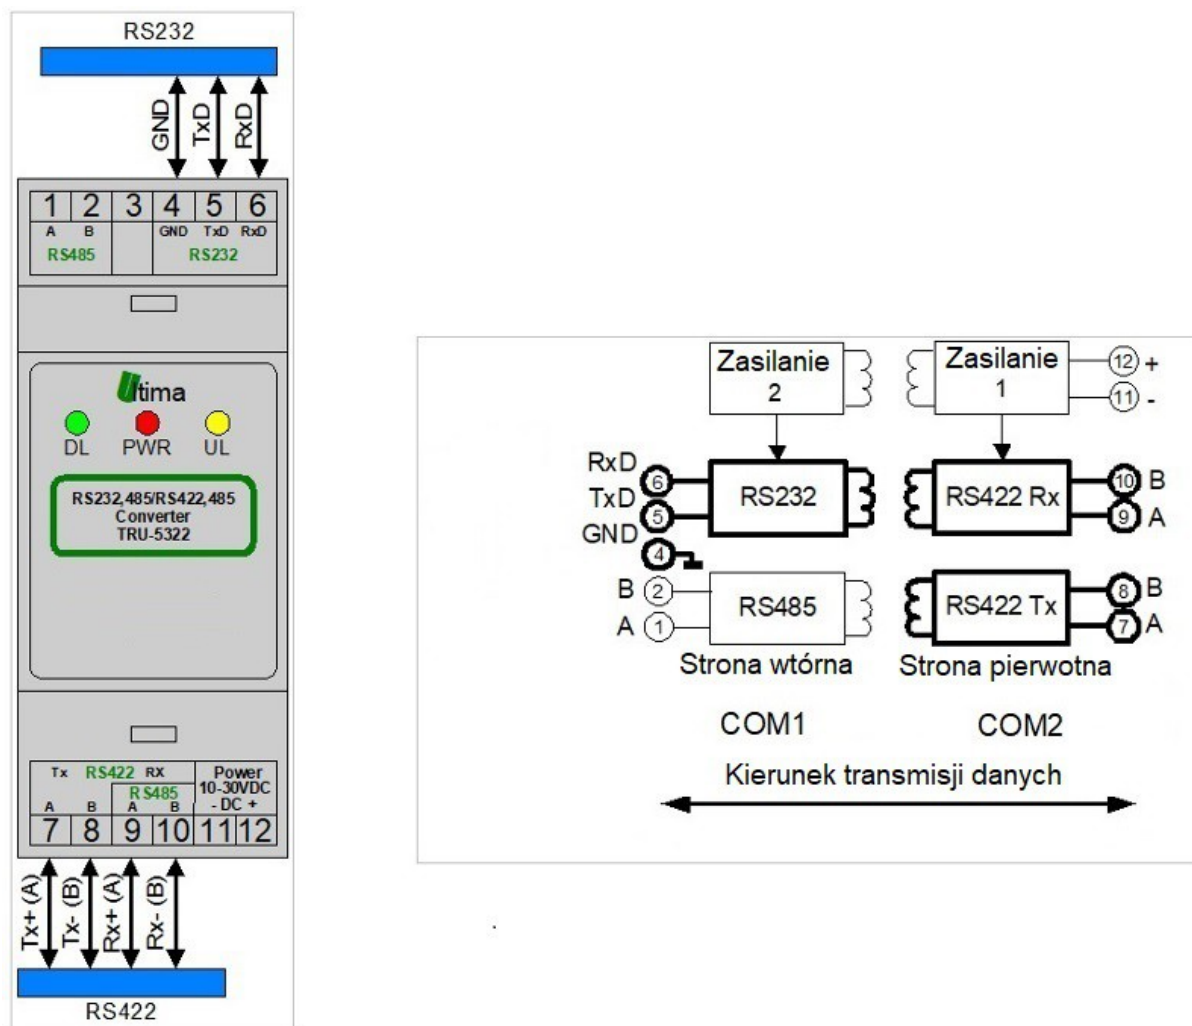 RS232
GND TxD RxD
1 2 3 4 5 6
A B GND TxD RxD
RS485 RS232
Ultima
DL PWR UL
RS232,485/RS422,485
Converter
TRU-5322
Tx RS422 RX Power
RS485 10-30VDC
A B A B - DC +
7 8 9 10 11 12
Tx+ (A) Tx- (B) Rx+ (A) Rx- (B)
RS422
Zasilanie
2
Zasilanie
1
12 +
11 -
RxD 6
TxD 5
GND 4
RS232
RS422 Rx
10 B
9 A
B 2
A 1
RS485
RS422 Tx
8 B
7 A
Strona wtórna Strona pierwotna
COM1 COM2
Kierunek transmisji danych